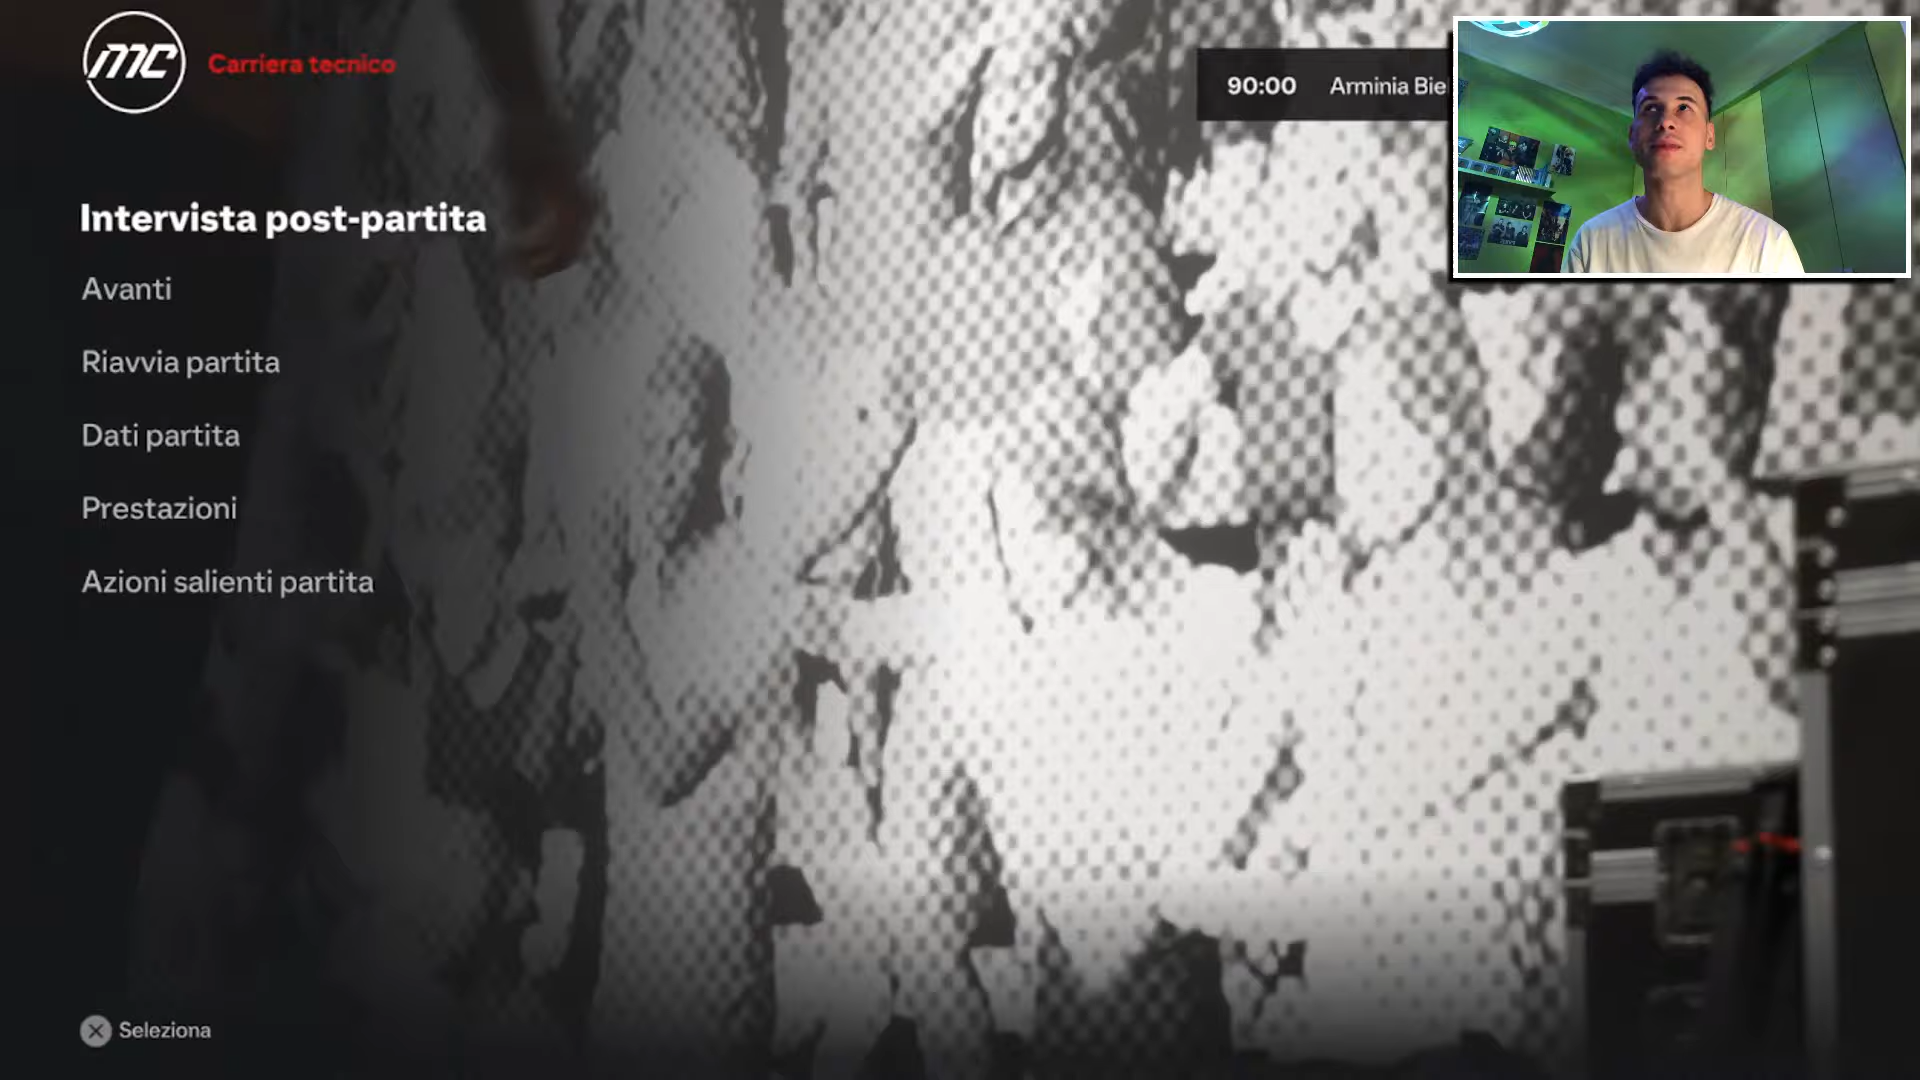 MC
Carriera tecnico
90:00 Arminia Bie
Intervista post-partita
Avanti
Riavvia partita
Dati partita
Prestazioni
Azioni salienti partita
Seleziona